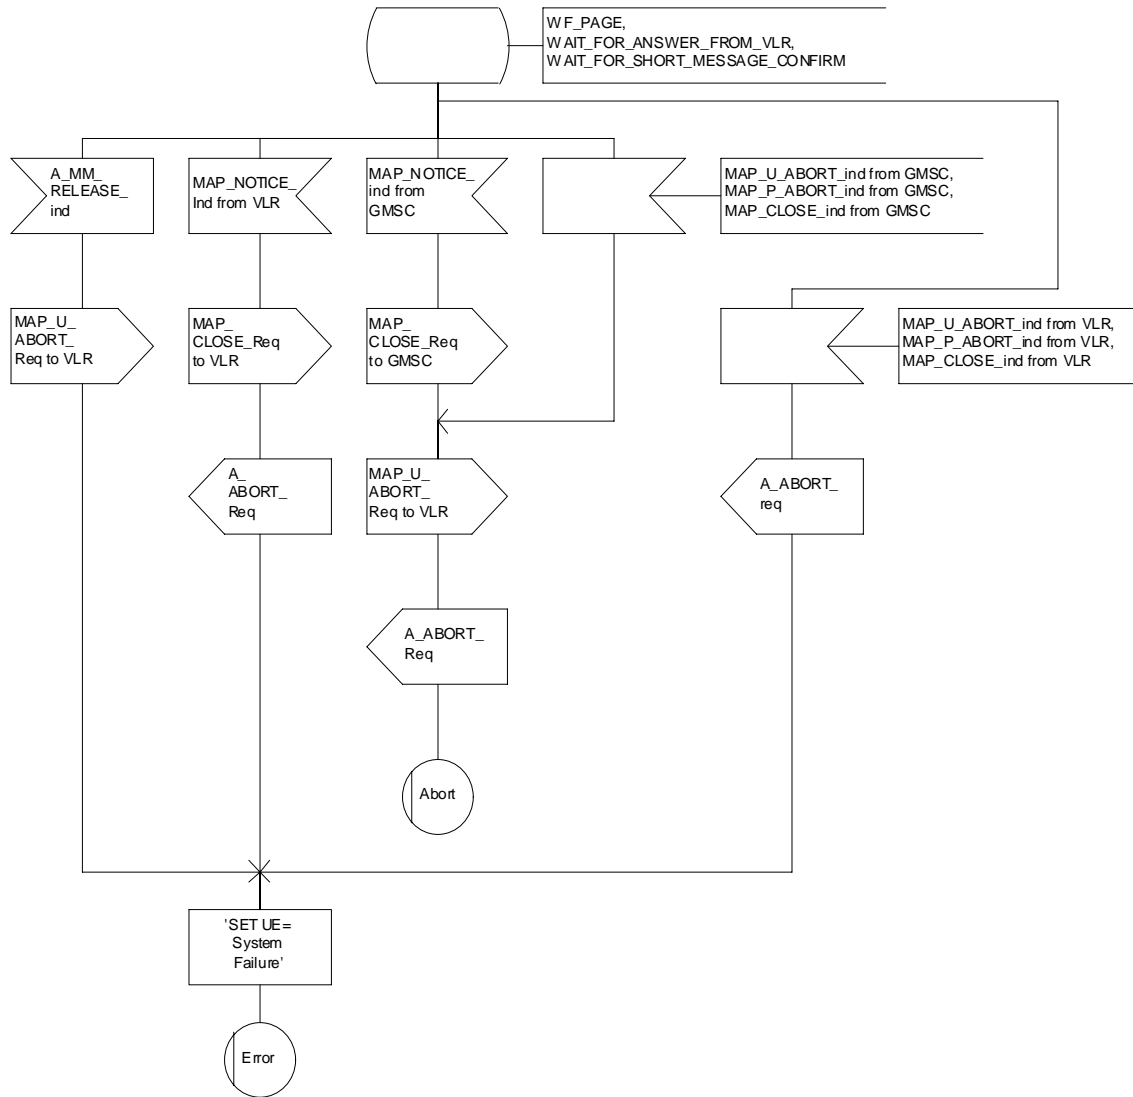 WF_PAGE,
WAIT_FOR_ANSWER_FROM_VLR,
WAIT_FOR_SHORT_MESSAGE_CONFIRM
A_MM_
RELEASE_
ind
MAP_NOTICE_
Ind from VLR
MAP_NOTICE_
ind from
GMSC
MAP_U_ABORT_ind from GMSC,
MAP_P_ABORT_ind from GMSC,
MAP_CLOSE_ind from GMSC
MAP_U_
ABORT_
Req to VLR
MAP_
CLOSE_Req
to VLR
MAP_
CLOSE_Req
to GMSC
MAP_U_ABORT_ind from VLR,
MAP_P_ABORT_ind from VLR,
MAP_CLOSE_ind from VLR
A_
ABORT_
Req
MAP_U_
ABORT_
Req to VLR
A_ABORT_
req
A_ABORT_
Req
Abort
'SET UE=
System
Failure'
Error